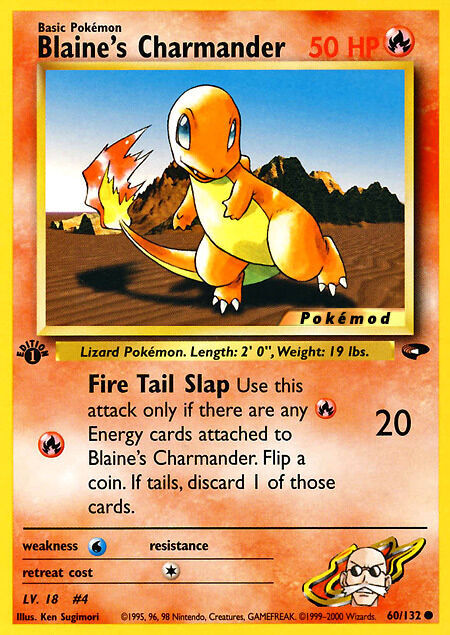 Basic Pokémon
Blaine's Charmander 50 HP
Pokémod
EDITION
1
Lizard Pokémon. Length: 2' 0", Weight: 19 lbs.
Fire Tail Slap Use this
attack only if there are any
Energy cards attached to
Blaine's Charmander. Flip a
coin. If tails, discard 1 of those
cards.
20
weakness resistance
retreat cost
LV. 18 #4
Illus. Ken Sugimori ©1995, 96, 98 Nintendo, Creatures, GAMEFREAK. ©1999-2000 Wizards. 60/132